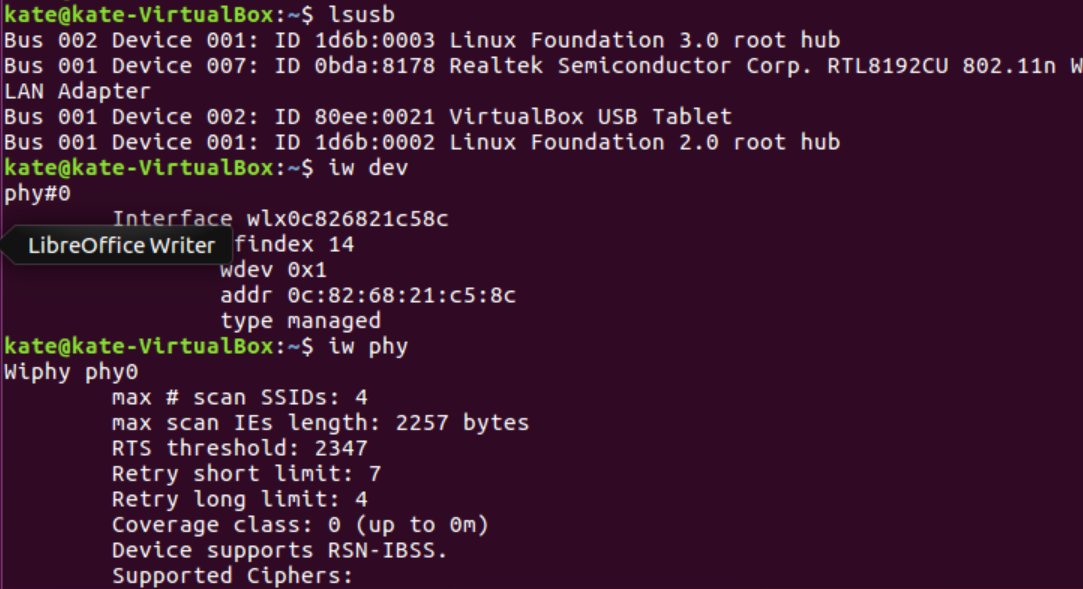 kate@kate-VirtualBox:~$ lsusb
Bus 002 Device 001: ID 1d6b:0003 Linux Foundation 3.0 root hub
Bus 001 Device 007: ID 0bda:8178 Realtek Semiconductor Corp. RTL8192CU 802.11n W
LAN Adapter
Bus 001 Device 002: ID 80ee:0021 VirtualBox USB Tablet
Bus 001 Device 001: ID 1d6b:0002 Linux Foundation 2.0 root hub
kate@kate-VirtualBox:~$ iw dev
phy#0
Interface wlx0c826821c58c
LibreOffice Writer findex 14
wdev 0x1
addr 0c:82:68:21:c5:8c
type managed
kate@kate-VirtualBox:~$ iw phy
Wiphy phy0
max # scan SSIDs: 4
max scan IEs length: 2257 bytes
RTS threshold: 2347
Retry short limit: 7
Retry long limit: 4
Coverage class: 0 (up to 0m)
Device supports RSN-IBSS.
Supported Ciphers: